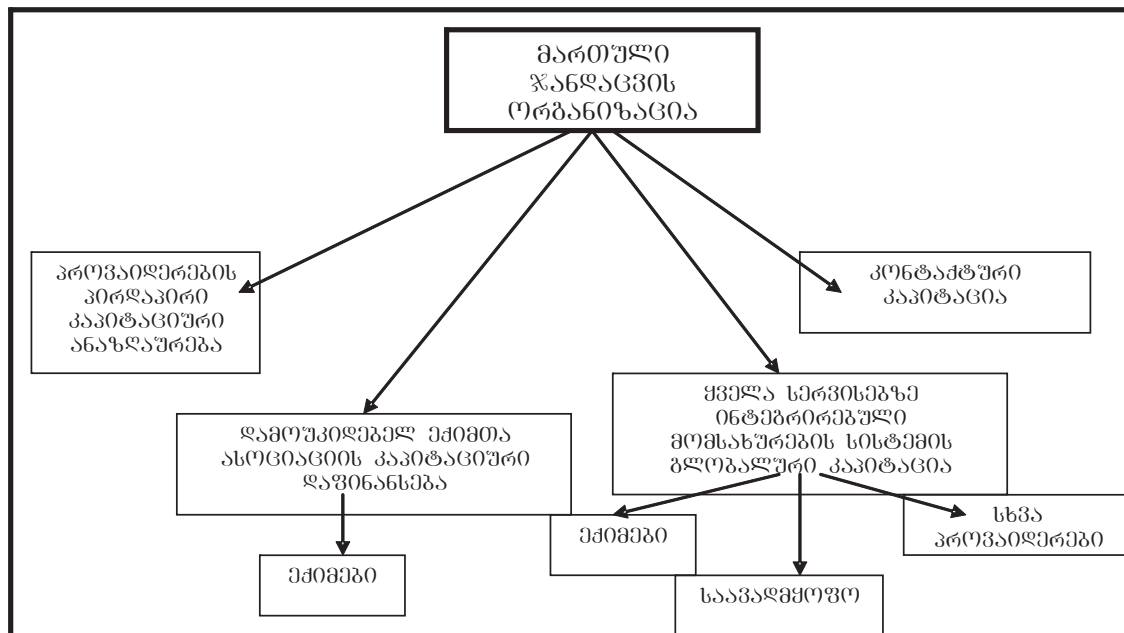 მართული
ჯანდაცვის
ორგანიზაცია
პროვაიდერების
პირდაპირი
კაპიტაციური
ანაზღაურება
კონტაქტური
კაპიტაცია
დამოუკიდებელ ექიმთა
ასოციაციის კაპიტაციური
დაფინანსება
ყველა სერვისებზე
ინტეგრირებული
მომსახურების სისტემის
გლობალური კაპიტაცია
ექიმები
ექიმები
საავადმყოფო
სხვა
პროვაიდერები